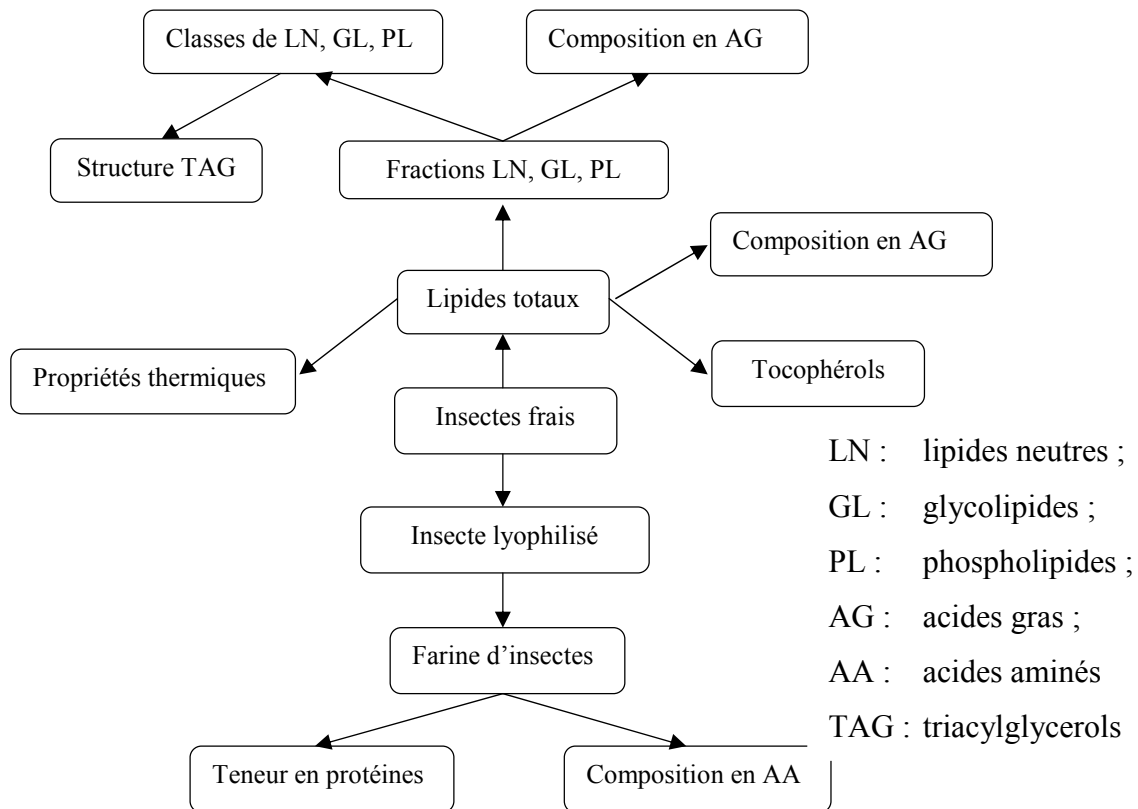 Classes de LN, GL, PL
Composition en AG
Structure TAG
Fractions LN, GL, PL
Composition en AG
Lipides totaux
Propriétés thermiques
Tocophérols
Insectes frais
LN : lipides neutres ;
GL : glycolipides ;
PL : phospholipides ;
AG : acides gras ;
AA : acides aminés
TAG : triacylglycerols
Insecte lyophilisé
Farine d’insectes
Teneur en protéines
Composition en AA